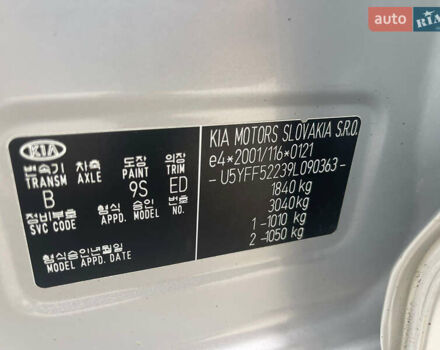 auto RIA
KIA
변속기 차축 도장 의장
TRANSM AXLE PAINT TRIM
B 9S ED
정비부호 형식 승인번호
SVC CODE APPD. MODEL NO.
형식승인년월일
MODEL APPD. DATE
KIA MOTORS SLOVAKIA S.R.O.
e4*2001/116*0121
- U5YFF52239L090363 -
1840 kg
3040 kg
1 -1010 kg
2 -1050 kg